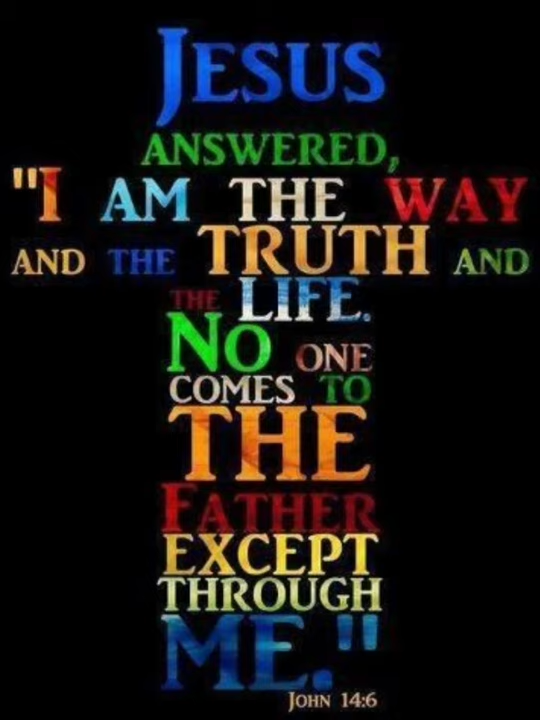 JESUS
ANSWERED,
"I AM THE WAY
AND THE TRUTH AND
THE LIFE.
NO ONE
COMES TO
THE
FATHER
EXCEPT
THROUGH
ME."
JOHN 14:6